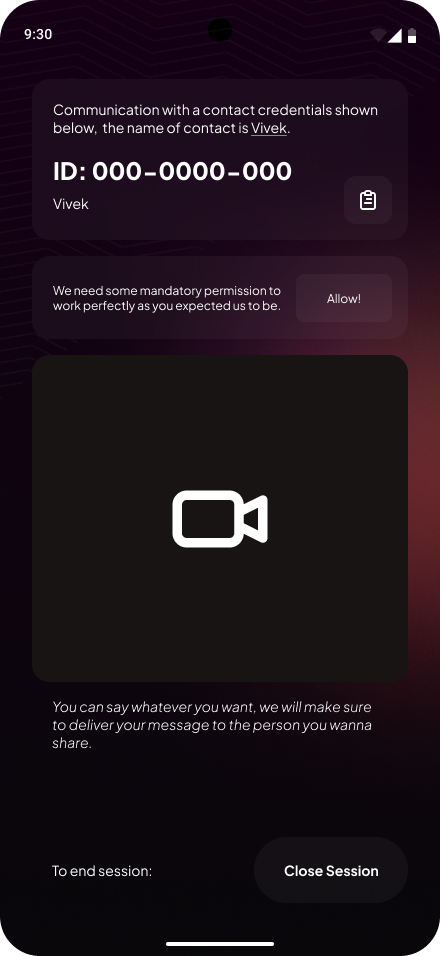 9:30
Communication with a contact credentials shown
below, the name of contact is Vivek.
ID: 000-0000-000
Vivek
We need some mandatory permission to
work perfectly as you expected us to be.
Allow!
You can say whatever you want, we will make sure
to deliver your message to the person you wanna
share.
To end session:
Close Session